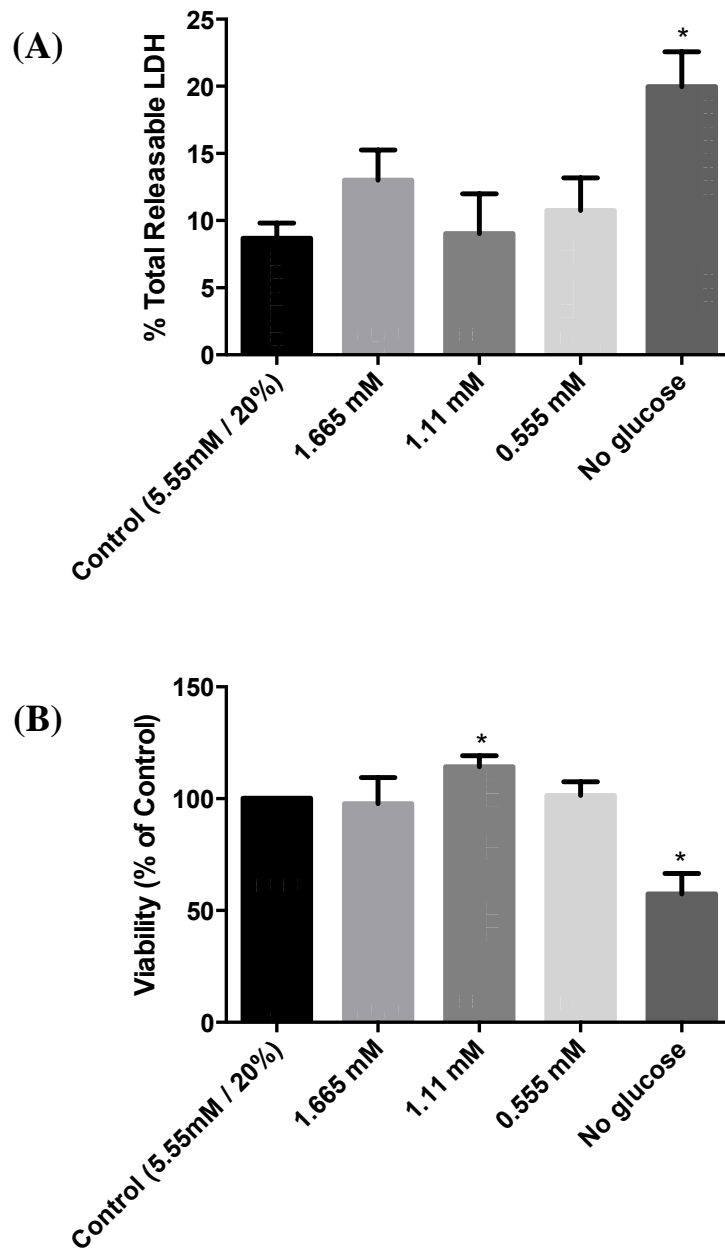 (A)
% Total Releasable LDH
25
20
15
10
5
0
*
Control (5.55mM / 20%)
1.665 mM
1.11 mM
0.555 mM
No glucose
(B)
Viability (% of Control)
150
100
50
0
*
*
Control (5.55mM / 20%)
1.665 mM
1.11 mM
0.555 mM
No glucose